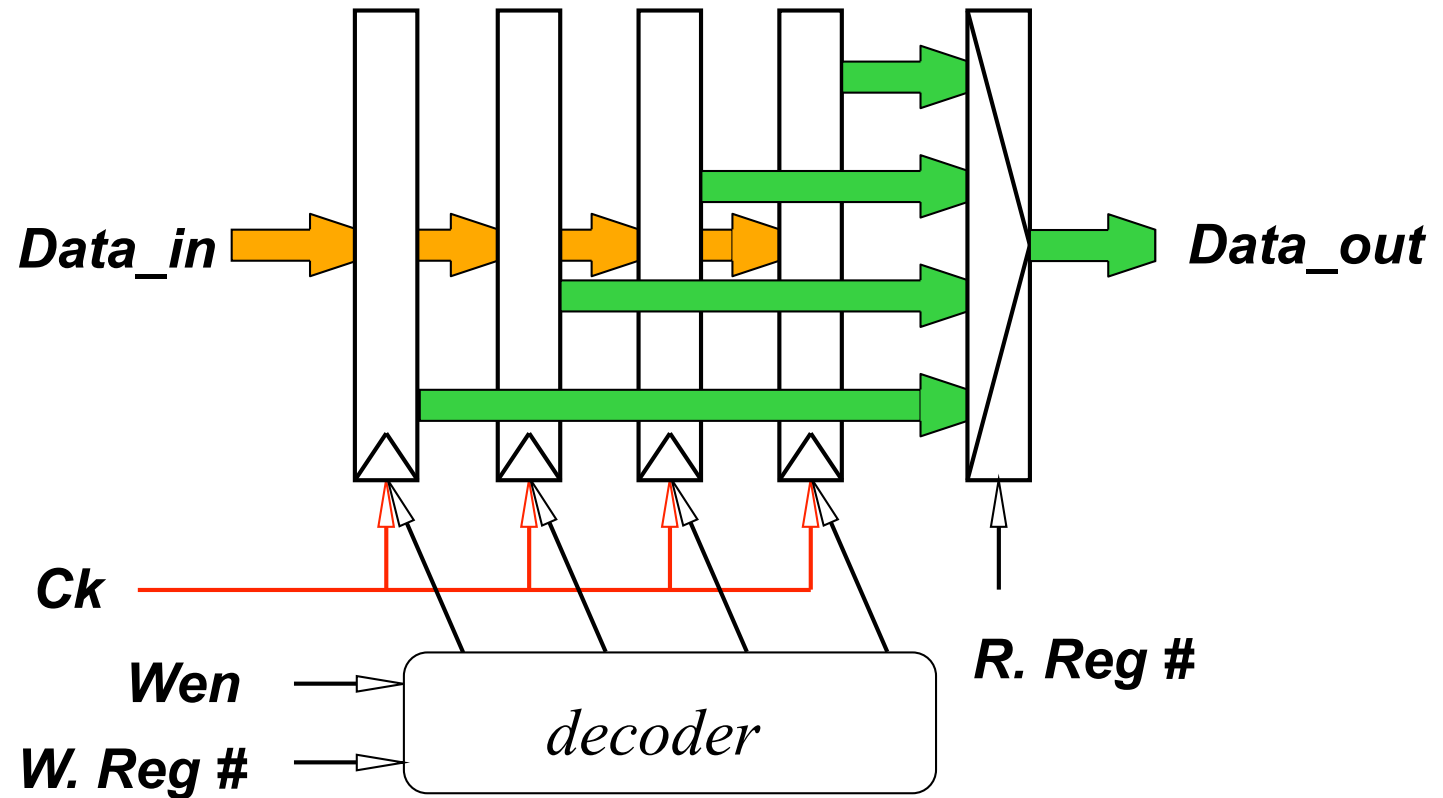 Data_in
Data_out
Ck
R. Reg #
Wen
decoder
W. Reg #